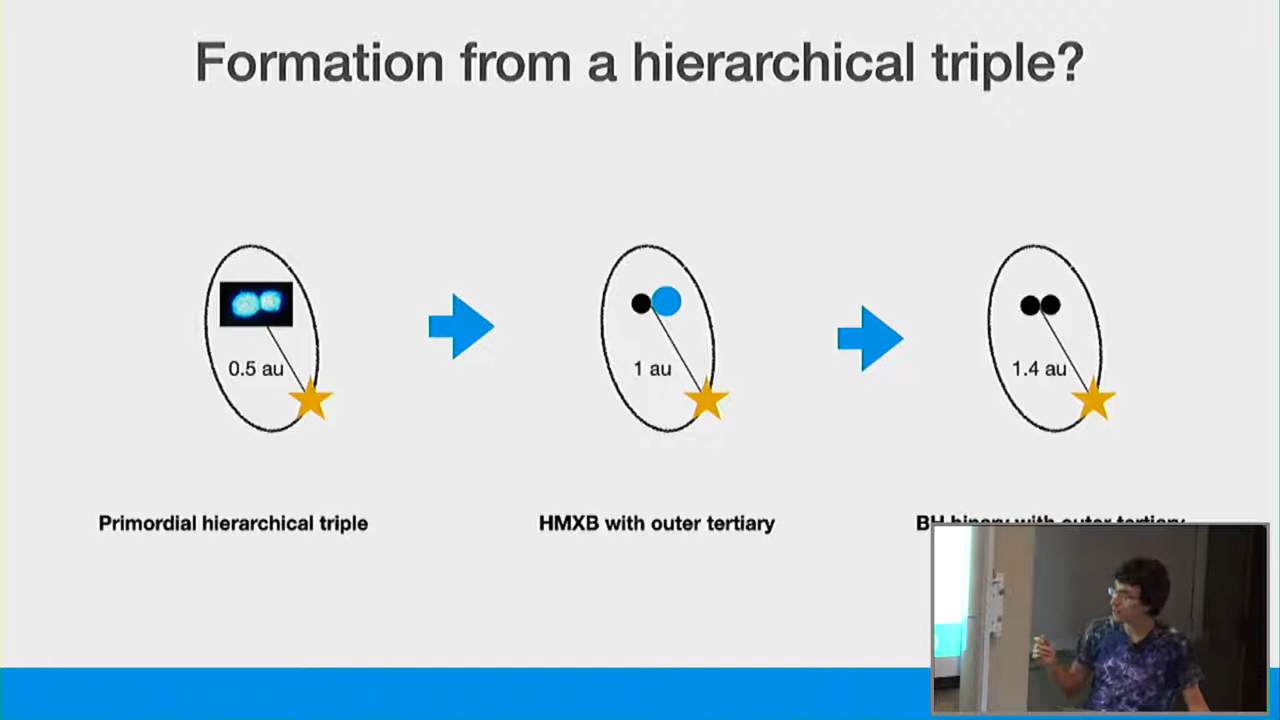 Formation from a hierarchical triple?
0.5 au
1 au
1.4 au
Primordial hierarchical triple
HMXB with outer tertiary
BH binary with outer tertiary